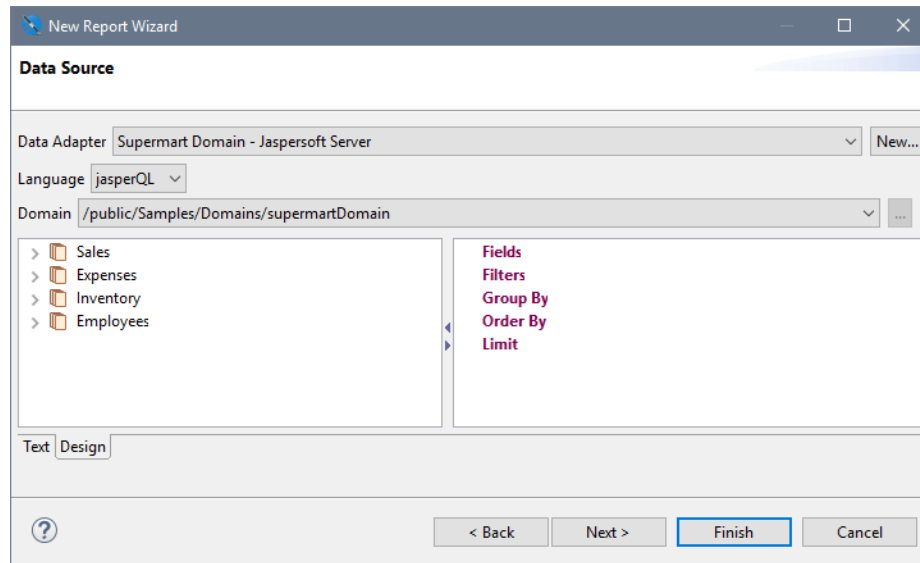 New Report Wizard
Data Source
Data Adapter Supermart Domain - Jaspersoft Server New...
Language jasperQL
Domain /public/Samples/Domains/supermartDomain ...
Sales
Expenses
Inventory
Employees
Fields
Filters
Group By
Order By
Limit
Text Design
? < Back Next > Finish Cancel